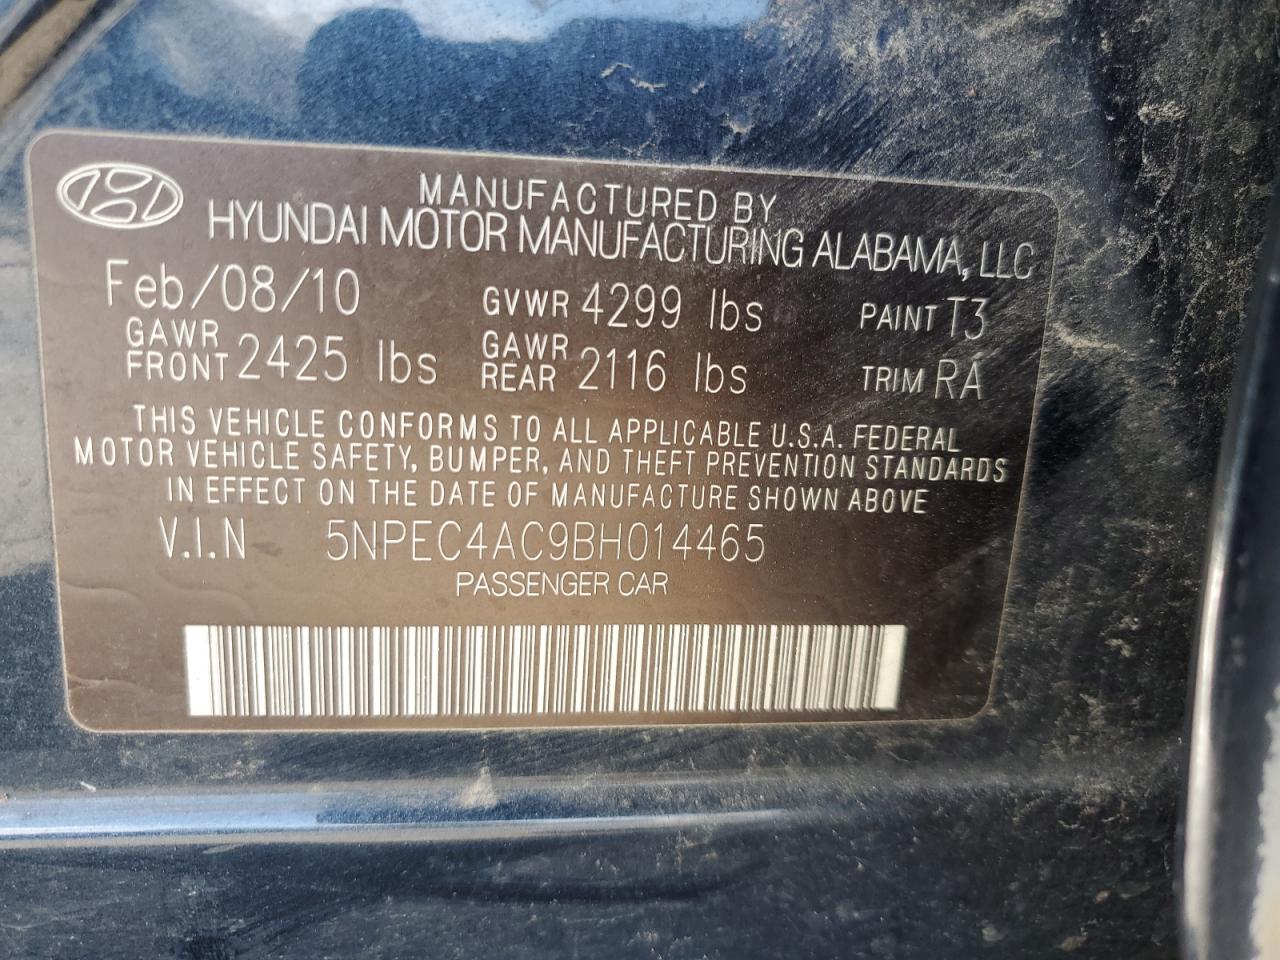 MANUFACTURED BY
HYUNDAI MOTOR MANUFACTURING ALABAMA, LLC
Feb/08/10 GVWR 4299 lbs PAINT T3
GAWR FRONT 2425 lbs GAWR REAR 2116 lbs TRIM RA
THIS VEHICLE CONFORMS TO ALL APPLICABLE U.S.A. FEDERAL
MOTOR VEHICLE SAFETY, BUMPER, AND THEFT PREVENTION STANDARDS
IN EFFECT ON THE DATE OF MANUFACTURE SHOWN ABOVE
V.I.N 5NPEC4AC9BH014465
PASSENGER CAR